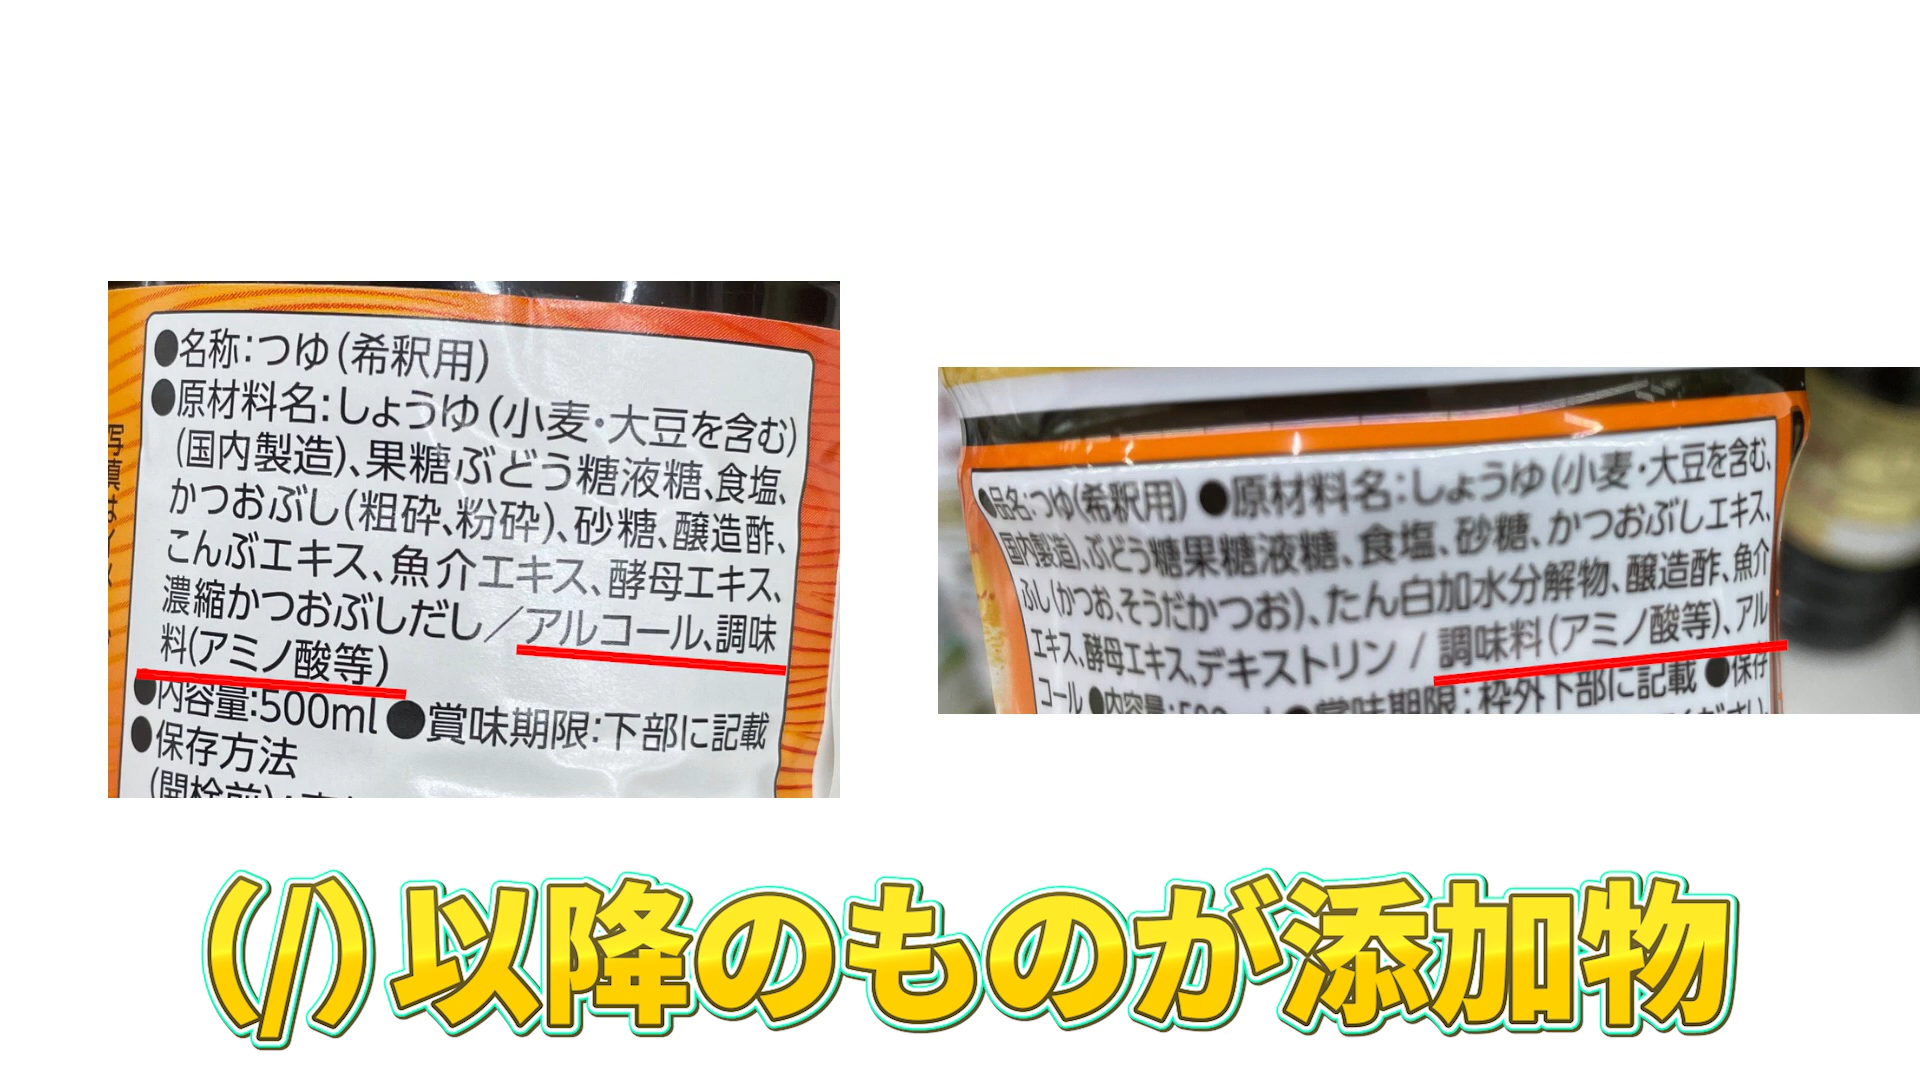 ●名称:つゆ(希釈用)
●原材料名:しょうゆ(小麦・大豆を含む)
(国内製造)、果糖ぶどう糖液糖、食塩、
かつおぶし(粗砕、粉砕)、砂糖、醸造酢、
こんぶエキス、魚介エキス、酵母エキス、
濃縮かつおぶしだし／アルコール、調味
料(アミノ酸等)
●内容量:500ml●賞味期限:下部に記載
●保存方法
●品名:つゆ(希釈用) ●原材料名:しょうゆ(小麦・大豆を含む、
国内製造)、ぶどう糖果糖液糖、食塩、砂糖、かつおぶしエキス、
ふし(かつお、そうだかつお)、たん白加水分解物、醸造酢、魚介
エキス、酵母エキス、デキストリン / 調味料(アミノ酸等)、アル
コール ●内容量:
賞味期限:枠外下部に記載 ●保存
(/)以降のものが添加物